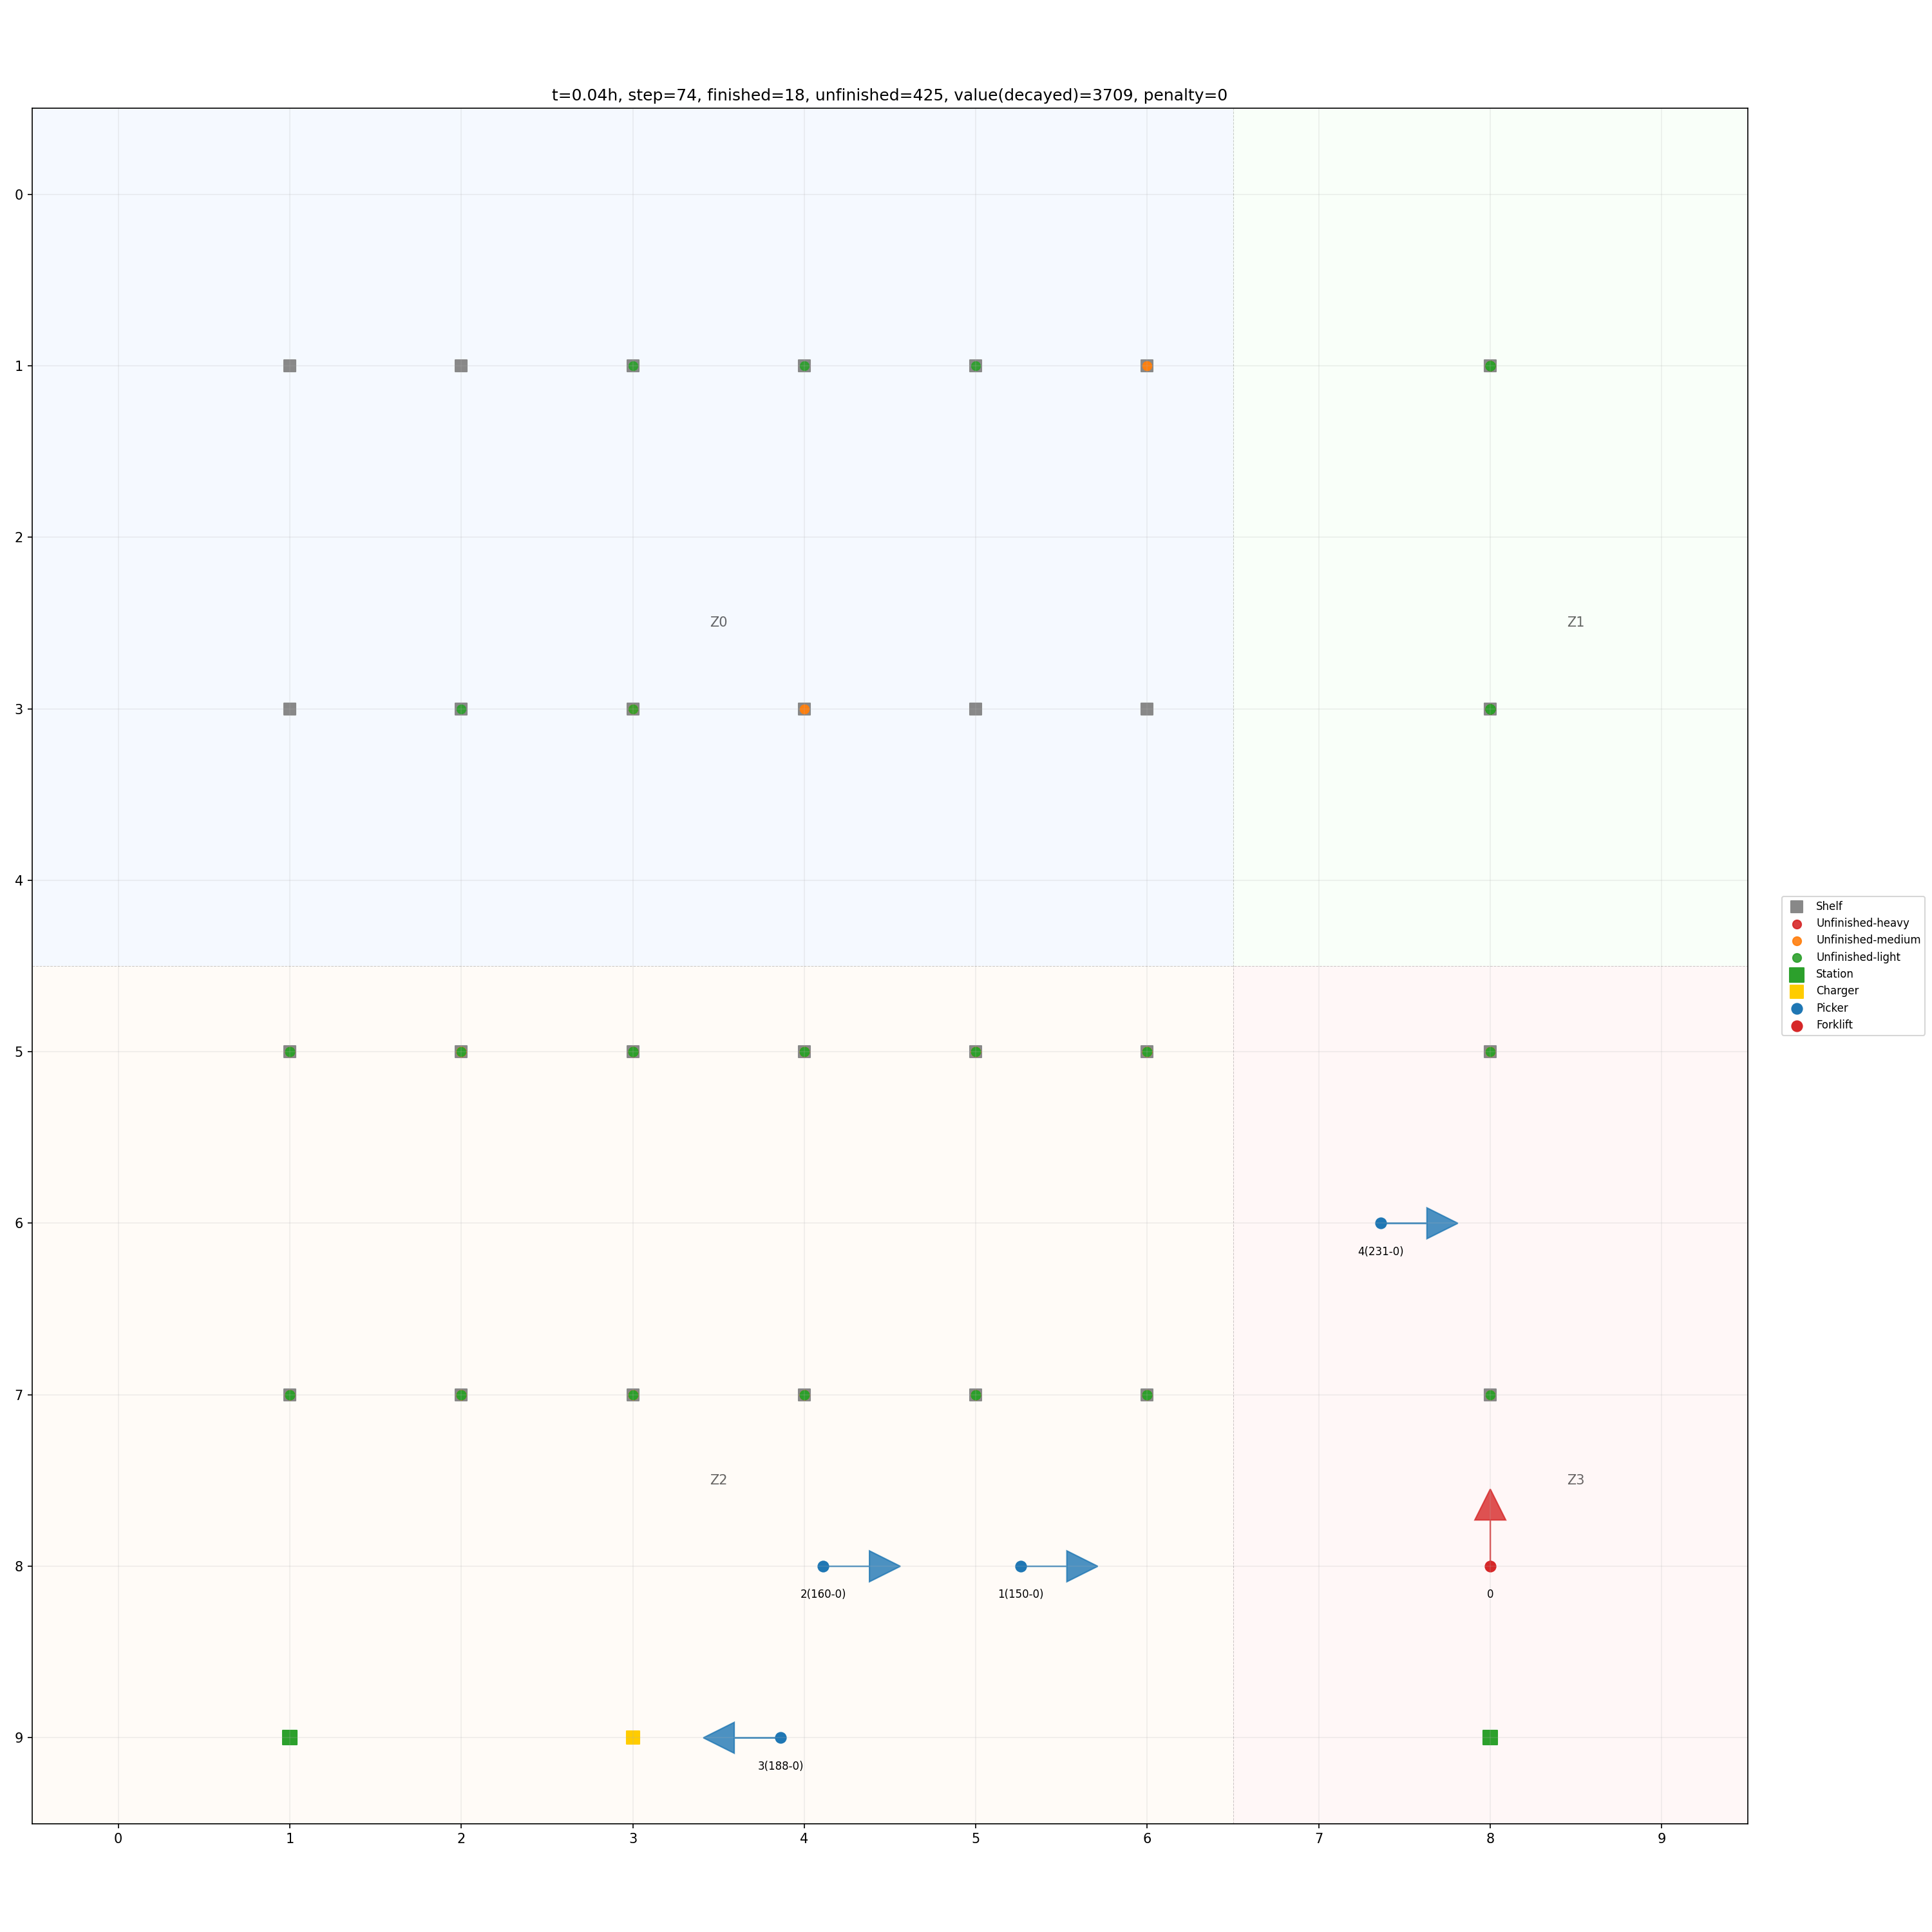 t=0.04h, step=74, finished=18, unfinished=425, value(decayed)=3709, penalty=0
0
1
2
Z0
Z1
3
4
Shelf
Unfinished-heavy
Unfinished-medium
Unfinished-light
Station
Charger
Picker
Forklift
5
6
4(231-0)
7
Z2
Z3
8
2(160-0)
1(150-0)
0
9
3(188-0)
0 1 2 3 4 5 6 7 8 9